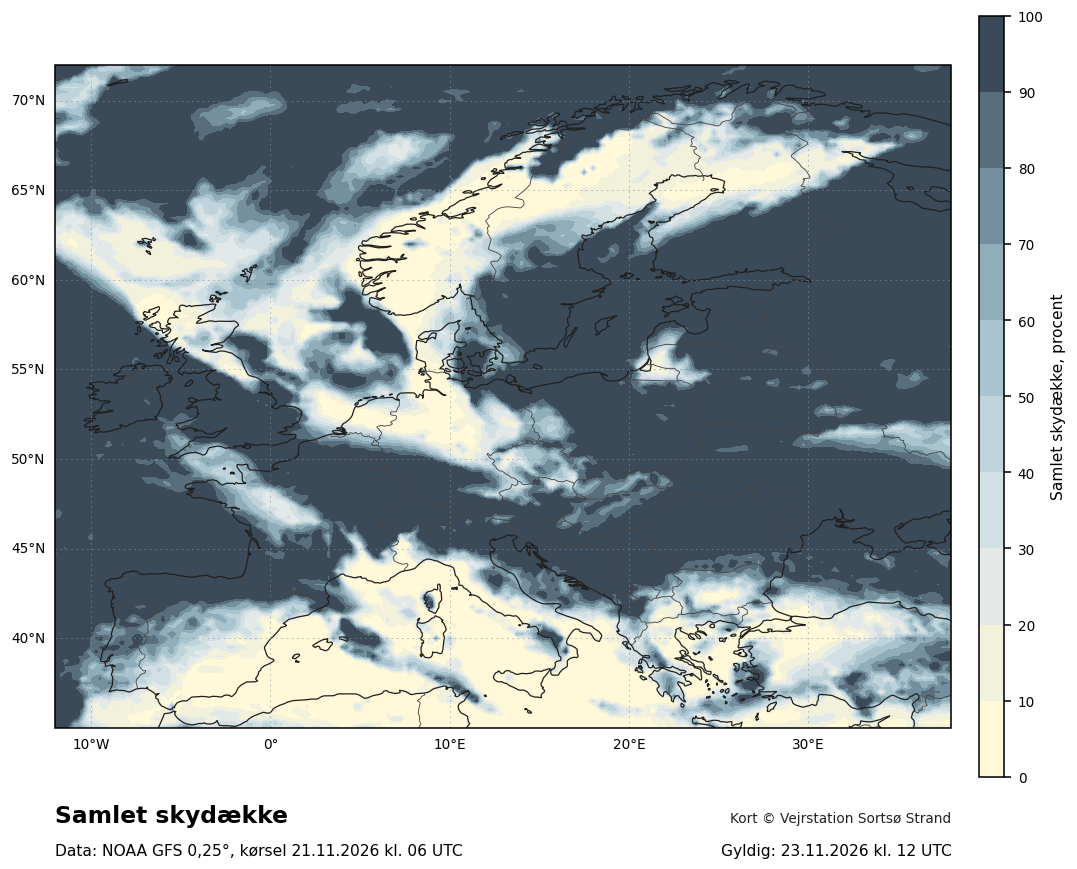 70°N
65°N
60°N
55°N
50°N
45°N
40°N
10°W
0°
10°E
20°E
30°E
100
90
80
70
60
50
40
30
20
10
0
Samlet skydække, procent
Samlet skydække
Kort © Vejrstation Sortsø Strand
Data: NOAA GFS 0,25°, kørsel 21.11.2026 kl. 06 UTC
Gyldig: 23.11.2026 kl. 12 UTC